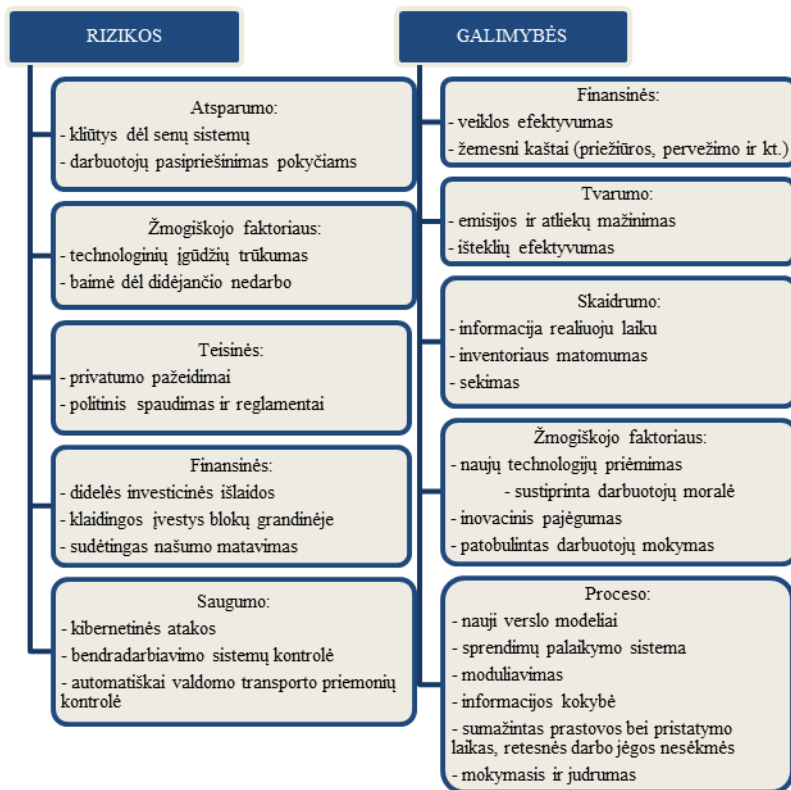 RIZIKOS
Atsparumo:
- kliūtys dėl senų sistemų
- darbuotojų pasipriešinimas pokyčiams
Žmogiškojo faktoriaus:
- technologinių įgūdžių trūkumas
- baimė dėl didėjančio nedarbo
Teisinės:
- privatumo pažeidimai
- politinis spaudimas ir reglamentai
Finansinės:
- didelės investicinės išlaidos
- klaidingos įvestys blokų grandinėje
- sudėtingas našumo matavimas
Saugumo:
- kibernetinės atakos
- bendradarbiavimo sistemų kontrolė
- automatiškai valdomo transporto priemonių
kontrolė
GALIMYBĖS
Finansinės:
- veiklos efektyvumas
- žemesni kaštai (priežiūros, pervežimo ir kt.)
Tvarumo:
- emisijos ir atliekų mažinimas
- išteklių efektyvumas
Skaidrumo:
- informacija realiuoju laiku
- inventoriaus matomumas
- sekimas
Žmogiškojo faktoriaus:
- naujų technologijų priėmimas
- sustiprinta darbuotojų moralė
- inovacinis pajėgumas
- patobulintas darbuotojų mokymas
Proceso:
- nauji verslo modeliai
- sprendimų palaikymo sistema
- moduliavimas
- informacijos kokybė
- sumažintas prastovos bei pristatymo
laikas, retesnės darbo jėgos nesėkmės
- mokymasis ir judrumas